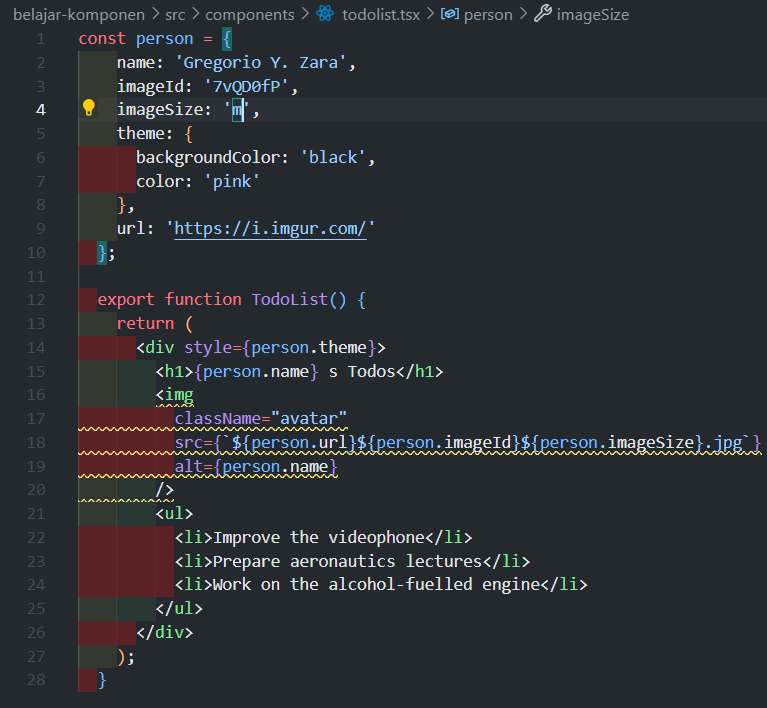 belajar-komponen > src > components > todolist.tsx > person > imageSize
1 const person = {
2 name: 'Gregorio Y. Zara',
3 imageId: '7vQD0fP',
4 imageSize: 'm',
5 theme: {
6 backgroundColor: 'black',
7 color: 'pink'
8 },
9 url: 'https://i.imgur.com/'
10 };
11
12 export function TodoList() {
13 return (
14 <div style={person.theme}>
15 <h1>{person.name} s Todos</h1>
16 <img
17 className="avatar"
18 src={`${person.url}${person.imageId}${person.imageSize}.jpg`}
19 alt={person.name}
20 />
21 <ul>
22 <li>Improve the videophone</li>
23 <li>Prepare aeronautics lectures</li>
24 <li>Work on the alcohol-fuelled engine</li>
25 </ul>
26 </div>
27 );
28 }